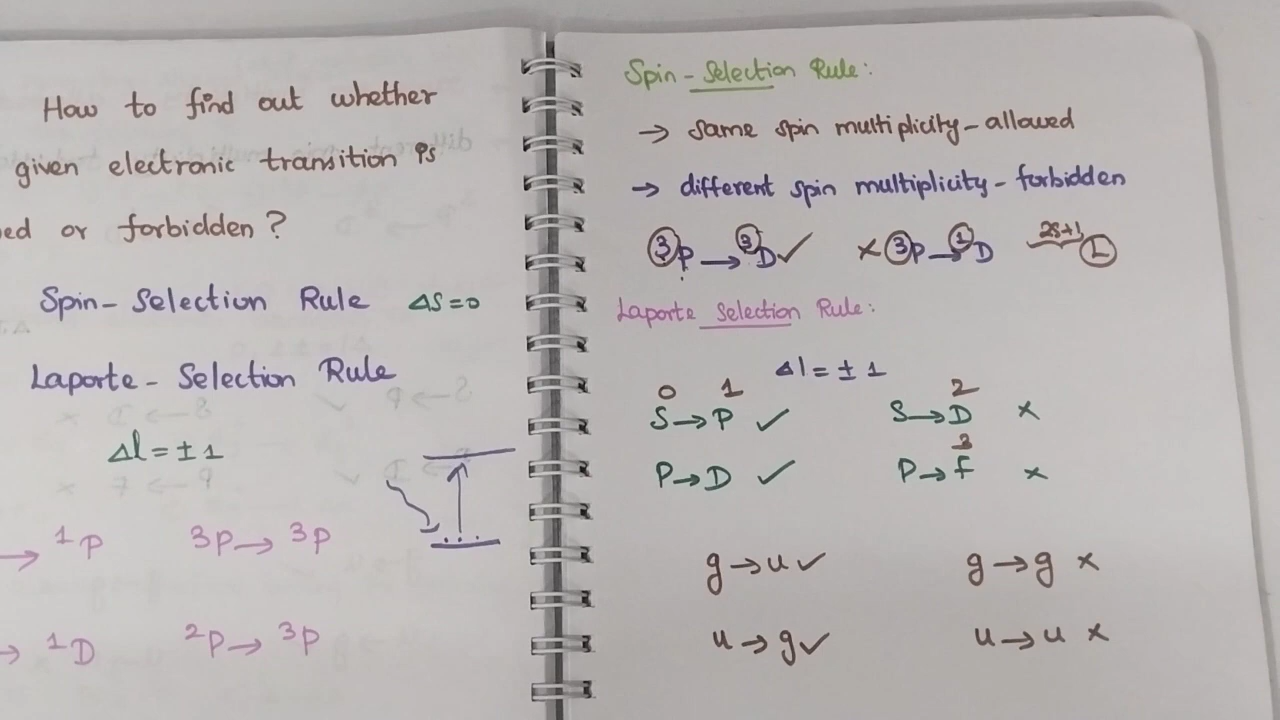 How to find out whether
given electronic transition is
ed or forbidden?
Spin-Selection Rule ΔS=0
Laporte-Selection Rule
Δl=±1
→ ¹P 3P→ 3P
→ ¹D ²P→ ³P
Spin-Selection Rule:
→ same spin multiplicity-allowed
→ different spin multiplicity-forbidden
³P→³D✓ ×³P→¹D 2S+1 L
Laporte Selection Rule:
Δl=±1
0 1 2
S→P ✓ S→D ×
3
P→D ✓ P→f ×
g→u✓ g→g ×
u→g✓ u→u ×